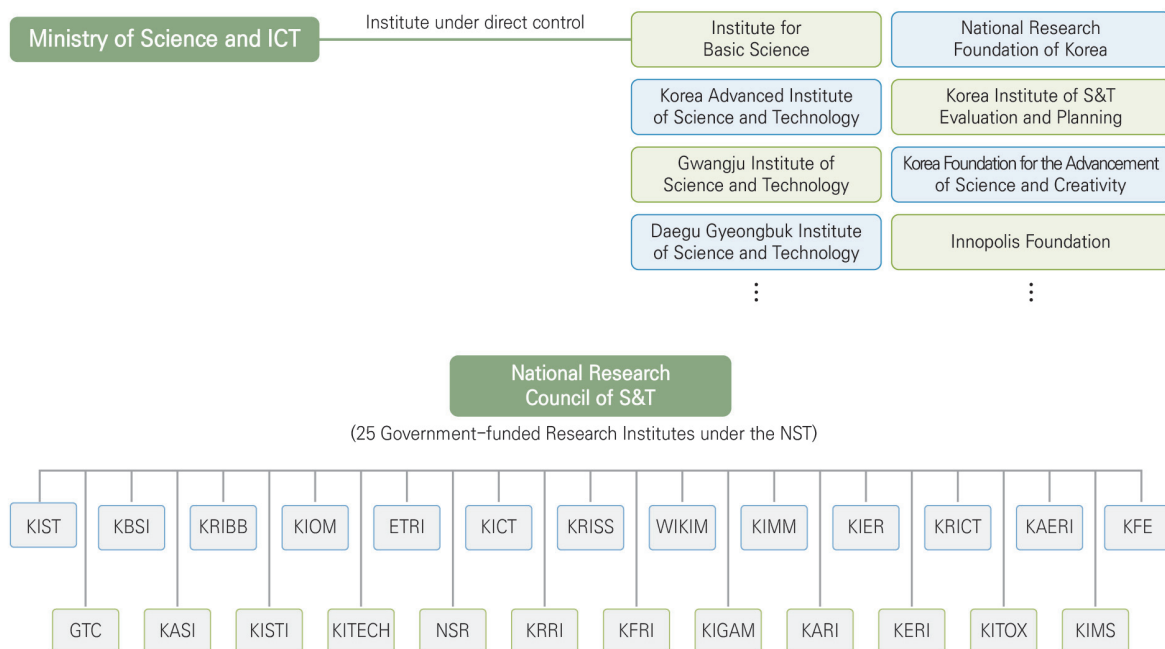 Ministry of Science and ICT
Institute under direct control
Institute for
Basic Science
National Research
Foundation of Korea
Korea Advanced Institute
of Science and Technology
Korea Institute of S&T
Evaluation and Planning
Gwangju Institute of
Science and Technology
Korea Foundation for the Advancement
of Science and Creativity
Daegu Gyeongbuk Institute
of Science and Technology
Innopolis Foundation
National Research
Council of S&T
(25 Government-funded Research Institutes under the NST)
KIST
KBSI
KRIBB
KIOM
ETRI
KICT
KRISS
WIKIM
KIMM
KIER
KRICT
KAERI
KFE
GTC
KASI
KISTI
KITECH
NSR
KRRI
KFRI
KIGAM
KARI
KERI
KITOX
KIMS